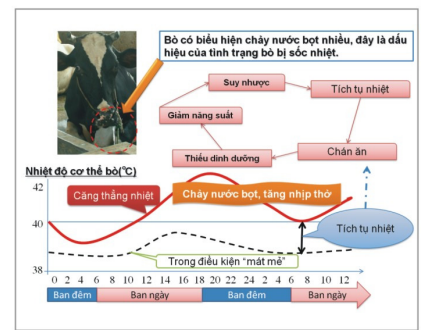 Bò có biểu hiện chảy nước bọt nhiều, đây là dấu
hiệu của tình trạng bò bị sốc nhiệt.
Suy nhược
Tích tụ nhiệt
Giảm năng suất
Thiếu dinh dưỡng
Chán ăn
Nhiệt độ cơ thể bò(°C)
42
Căng thẳng nhiệt
Chảy nước bọt, tăng nhịp thở
40
Tích tụ nhiệt
Trong điều kiện "mát mẻ"
38
0 2 4 6 8 10 12 14 16 18 20 22 0 2 4 6 8 10 12
Ban đêm
Ban ngày
Ban đêm
Ban ngày